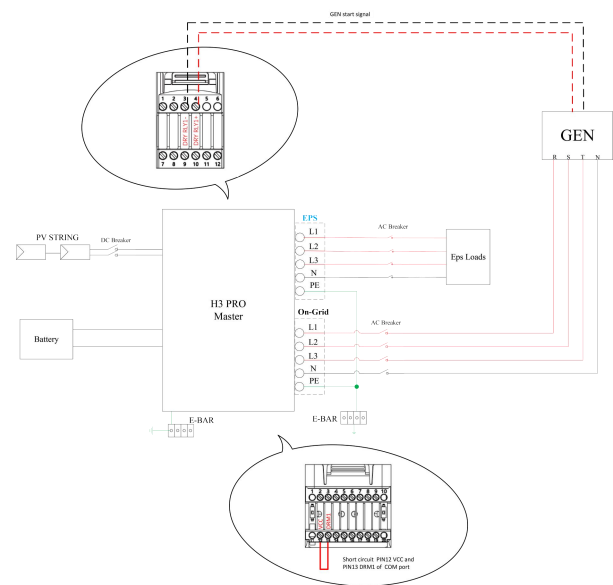 GEN start signal
1 2 3 4 5 6
DRY RLY1-
DRY RLY1+
7 8 9 10 11 12
GEN
R S T N
PV STRING
DC Breaker
EPS
L1
L2
L3
N
PE
AC Breaker
Eps Loads
H3 PRO
Master
On-Grid
L1
L2
L3
N
PE
AC Breaker
Battery
E-BAR
E-BAR
1 2 3 4 5 6 7 8 9 10
VCC
DRM1
Short circuit PIN12 VCC and
PIN13 DRM1 of COM port